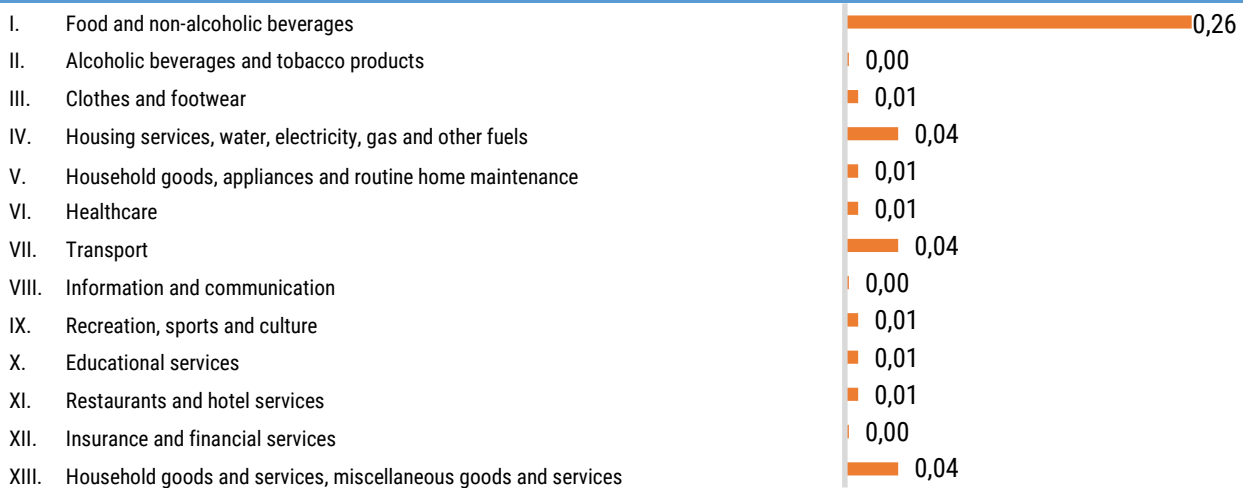 I. Food and non-alcoholic beverages 0,26
II. Alcoholic beverages and tobacco products 0,00
III. Clothes and footwear 0,01
IV. Housing services, water, electricity, gas and other fuels 0,04
V. Household goods, appliances and routine home maintenance 0,01
VI. Healthcare 0,01
VII. Transport 0,04
VIII. Information and communication 0,00
IX. Recreation, sports and culture 0,01
X. Educational services 0,01
XI. Restaurants and hotel services 0,01
XII. Insurance and financial services 0,00
XIII. Household goods and services, miscellaneous goods and services 0,04